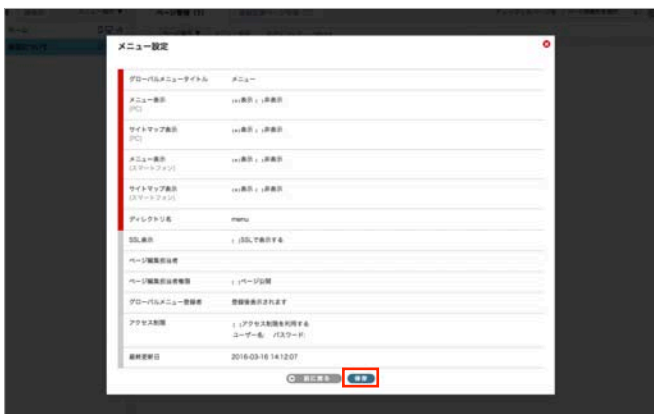 ページ管理
メニュー設定
グローバルメニュータイトル メニュー
メニュー表示 (PC) (*)表示 ( )非表示
サイトマップ表示 (PC) (*)表示 ( )非表示
メニュー表示 (スマートフォン) (*)表示 ( )非表示
サイトマップ表示 (スマートフォン) (*)表示 ( )非表示
ディレクトリ名 menu
SSL表示 ( )SSLで表示する
ページ編集担当者
ページ編集担当者権限 ( )ページ公開
グローバルメニュー登録者 登録後表示されます
アクセス制限 ( )アクセス制限を利用する
ユーザー名: パスワード:
最終更新日 2016-03-16 14:12:07
前に戻る 保存